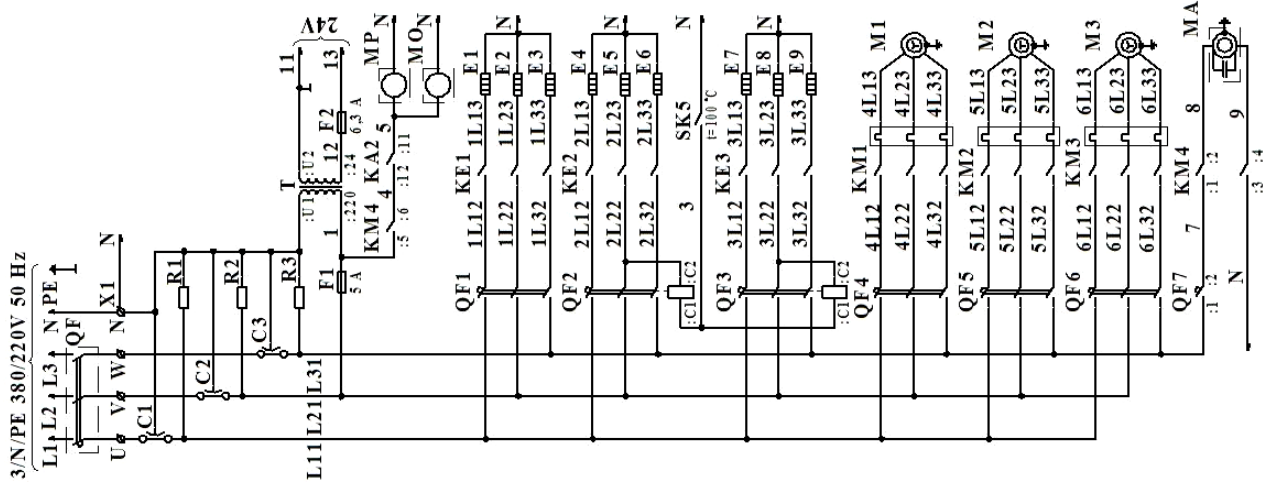 3/N/PE 380/220V 50 Hz
L1 L2 L3 N PE
QF
X1
U V W N N
C1 C2 C3
R1
R2
R3
L11 L21 L31
F1
5 A
1
T
:U1 :U2
:220 :24
11
12
F2
6,3 A
13
24V
KM4
:5 :6
4
KA2
:12 :11
5
MP N
MO N
QF1
1L12 KE1 1L13 E1
1L22 1L23 E2 N
1L32 1L33 E3
QF2
2L12 KE2 2L13 E4
2L22 2L23 E5 N
2L32 2L33 E6
:C1 :C2
3 SK5 N
t=100 °C
QF3
3L12 KE3 3L13 E7
3L22 3L23 E8 N
3L32 3L33 E9
:C1 :C2
QF4
4L12 KM1 4L13 M1
4L22 4L23
4L32 4L33
QF5
5L12 KM2 5L13 M2
5L22 5L23
5L32 5L33
QF6
6L12 KM3 6L13 M3
6L22 6L23
6L32 6L33
QF7
:1 :2
7
KM4
:1 :2
8
MA
N
:3 :4
9